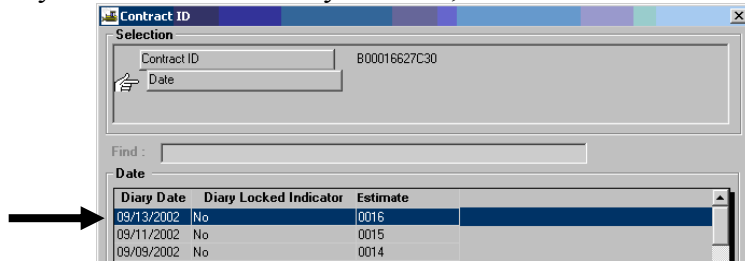 Contract ID
Selection
Contract ID B00016627C30
Date
Find :
Date
Diary Date Diary Locked Indicator Estimate
09/13/2002 No 0016
09/11/2002 No 0015
09/09/2002 No 0014